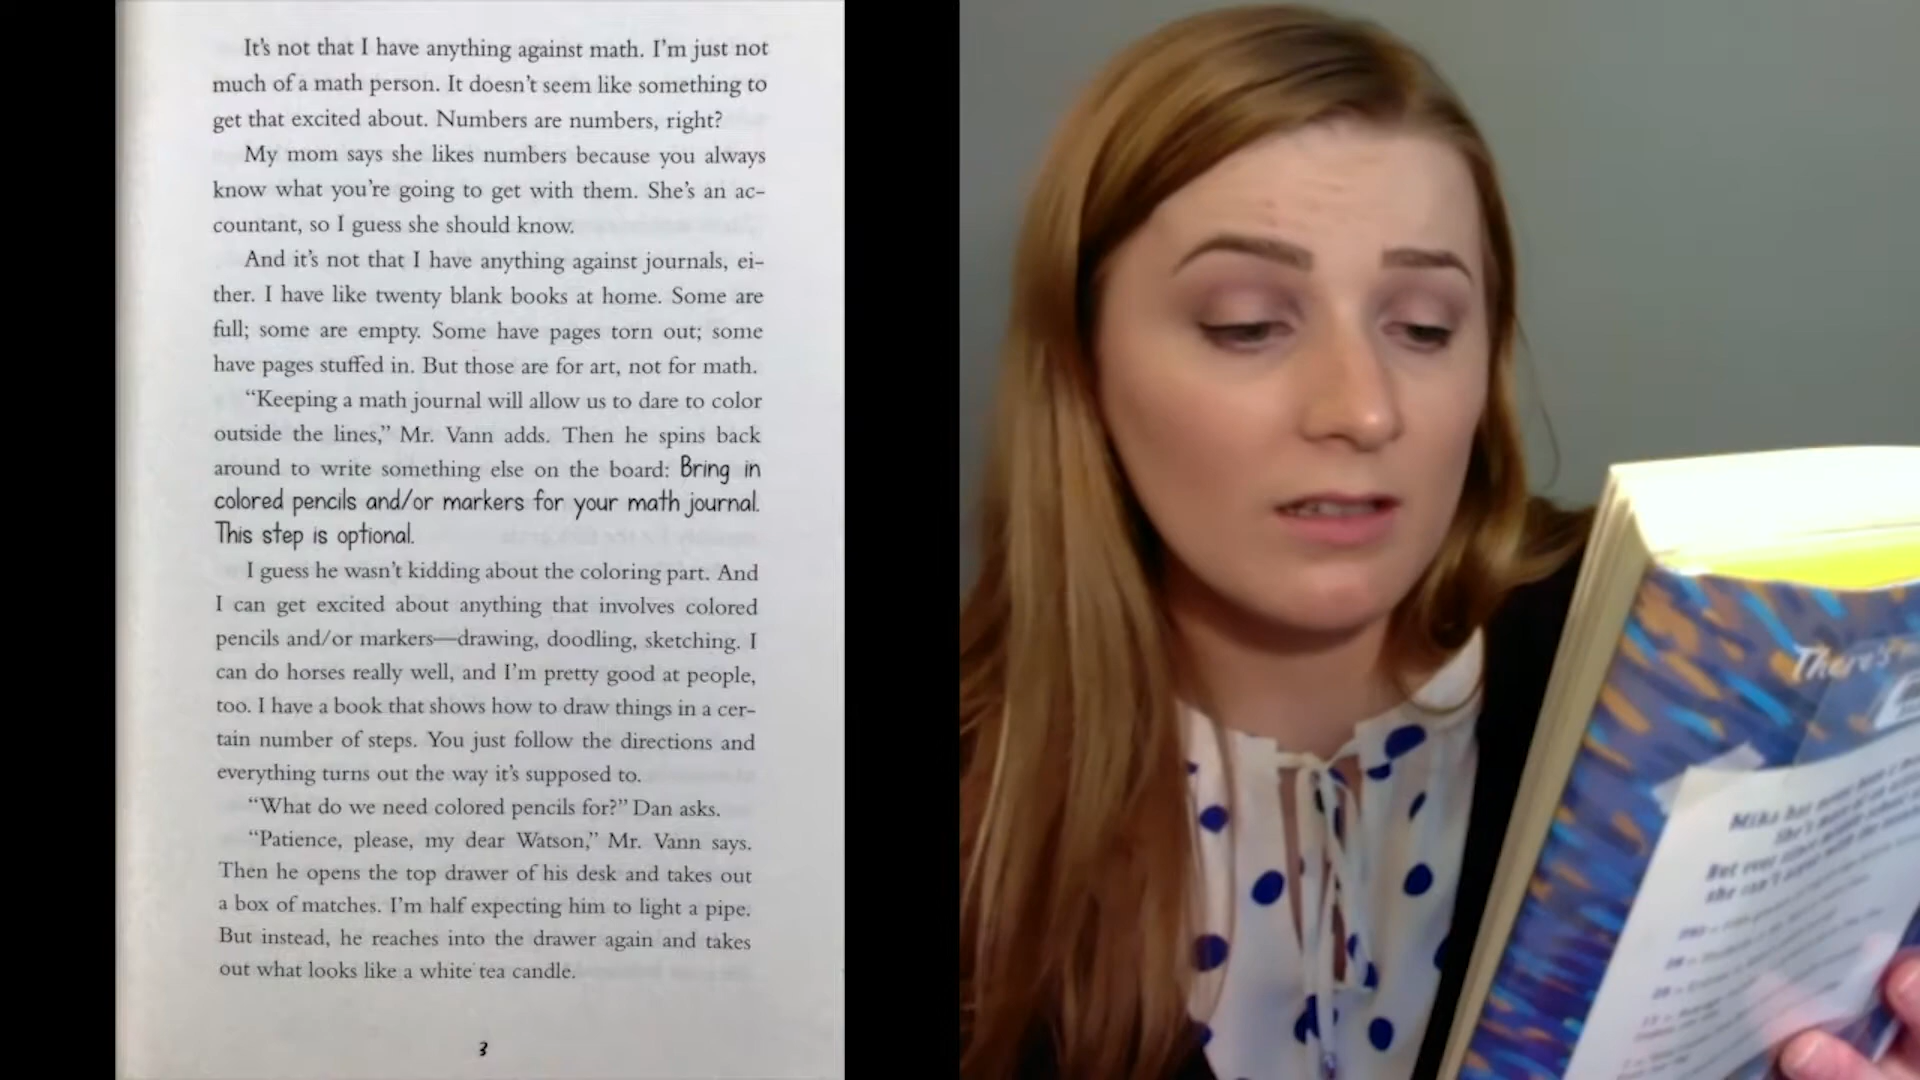 It's not that I have anything against math. I'm just not
much of a math person. It doesn't seem like something to
get that excited about. Numbers are numbers, right?
My mom says she likes numbers because you always
know what you're going to get with them. She's an ac-
countant, so I guess she should know.
And it's not that I have anything against journals, ei-
ther. I have like twenty blank books at home. Some are
full; some are empty. Some have pages torn out; some
have pages stuffed in. But those are for art, not for math.
“Keeping a math journal will allow us to dare to color
outside the lines,” Mr. Vann adds. Then he spins back
around to write something else on the board: Bring in
colored pencils and/or markers for your math journal.
This step is optional.
I guess he wasn't kidding about the coloring part. And
I can get excited about anything that involves colored
pencils and/or markers—drawing, doodling, sketching. I
can do horses really well, and I'm pretty good at people,
too. I have a book that shows how to draw things in a cer-
tain number of steps. You just follow the directions and
everything turns out the way it's supposed to.
“What do we need colored pencils for?” Dan asks.
“Patience, please, my dear Watson,” Mr. Vann says.
Then he opens the top drawer of his desk and takes out
a box of matches. I'm half expecting him to light a pipe.
But instead, he reaches into the drawer again and takes
out what looks like a white tea candle.
3
There's